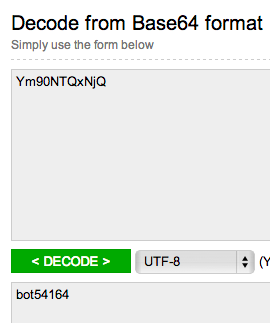 Decode from Base64 format
Simply use the form below
Ym90NTQxNjQ
< DECODE > UTF-8 (Y
bot54164